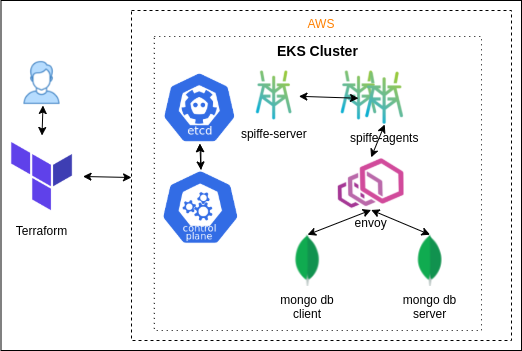 AWS
EKS Cluster
etcd
spiffe-server
spiffe-agents
control
plane
Terraform
envoy
mongo db
client
mongo db
server